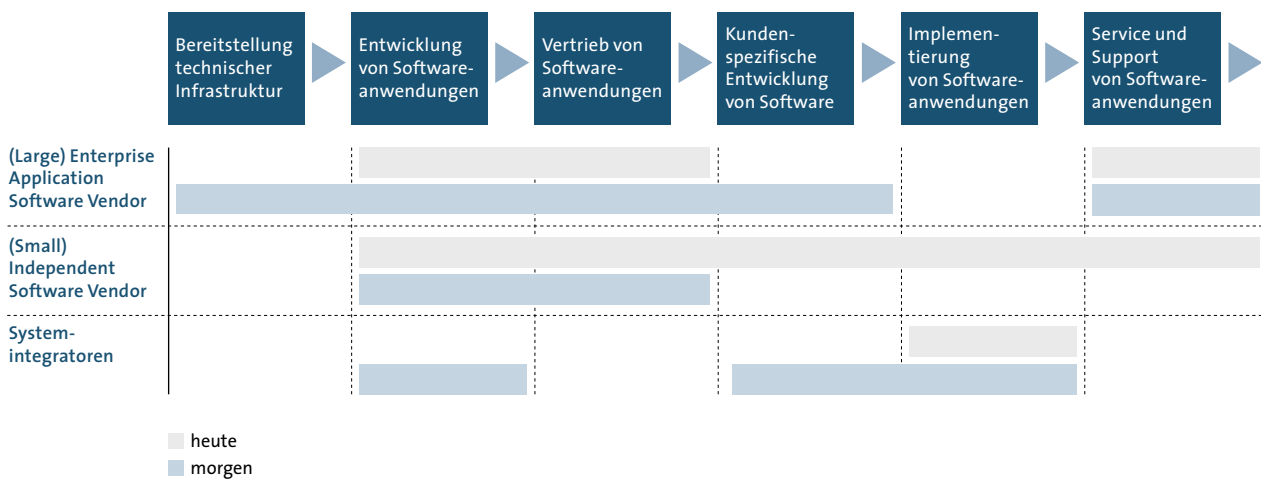 Bereitstellung
technischer
Infrastruktur
Entwicklung
von Software-
anwendungen
Vertrieb von
Software-
anwendungen
Kunden-
spezifische
Entwicklung
von Software
Implemen-
tierung
von Software-
anwendungen
Service und
Support
von Software-
anwendungen
(Large) Enterprise
Application
Software Vendor
(Small)
Independent
Software Vendor
System-
integratoren
heute
morgen